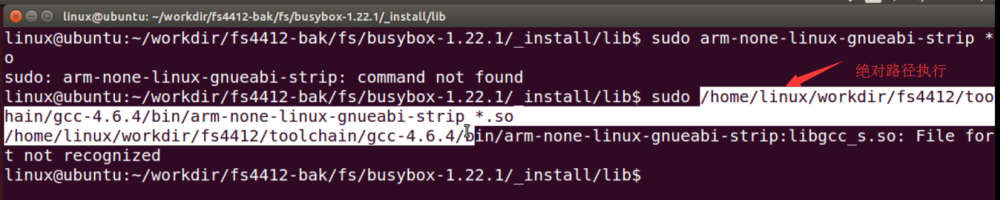 linux@ubuntu: ~/workdir/fs4412-bak/fs/busybox-1.22.1/_install/lib
linux@ubuntu:~/workdir/fs4412-bak/fs/busybox-1.22.1/_install/lib$ sudo arm-none-linux-gnueabi-strip *
o
sudo: arm-none-linux-gnueabi-strip: command not found
绝对路径执行
linux@ubuntu:~/workdir/fs4412-bak/fs/busybox-1.22.1/_install/lib$ sudo /home/linux/workdir/fs4412/too
hain/gcc-4.6.4/bin/arm-none-linux-gnueabi-strip *.so
/home/linux/workdir/fs4412/toolchain/gcc-4.6.4/bin/arm-none-linux-gnueabi-strip:libgcc_s.so: File for
t not recognized
linux@ubuntu:~/workdir/fs4412-bak/fs/busybox-1.22.1/_install/lib$